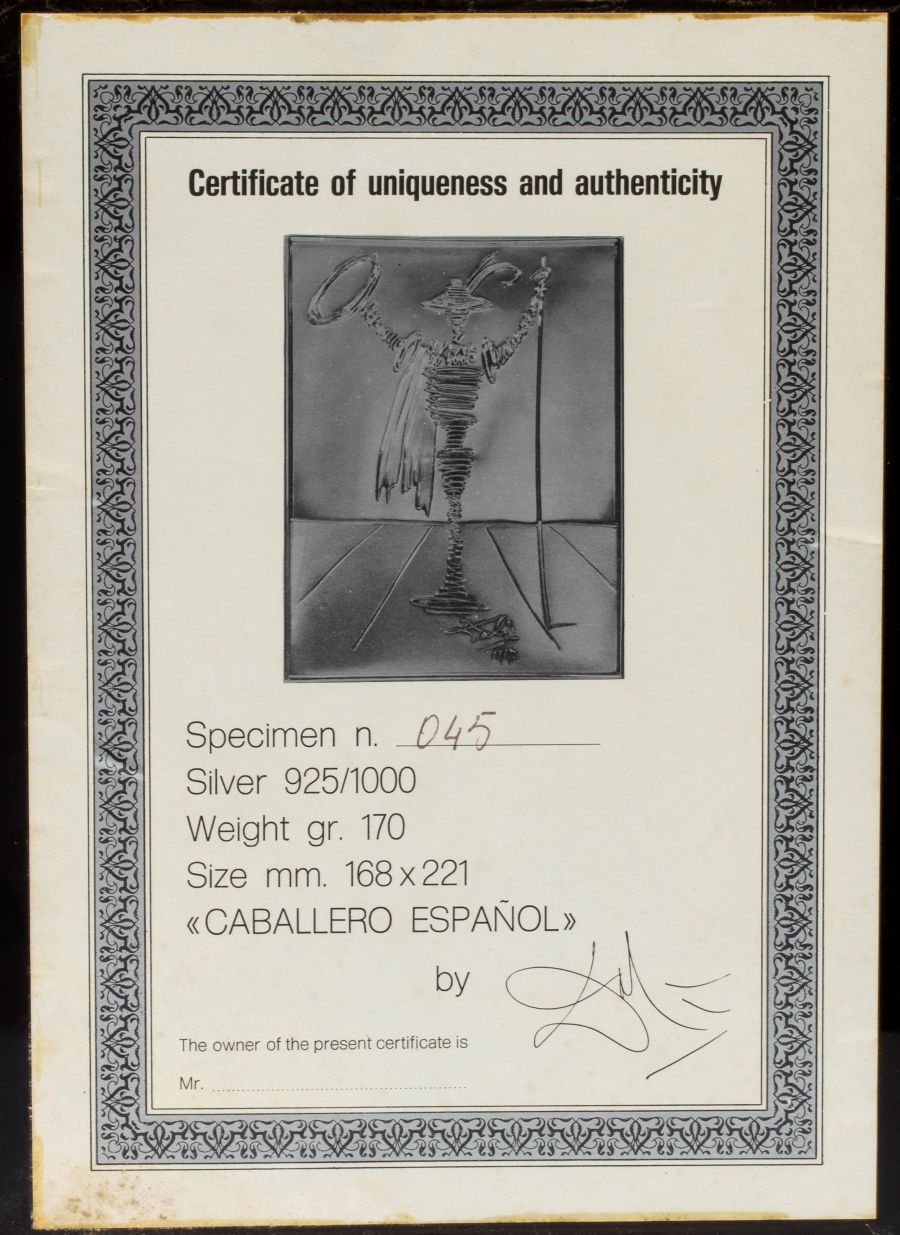 Certificate of uniqueness and authenticity
Specimen n. 045
Silver 925/1000
Weight gr. 170
Size mm. 168 x 221
«CABALLERO ESPAÑOL»
by
The owner of the present certificate is
Mr.